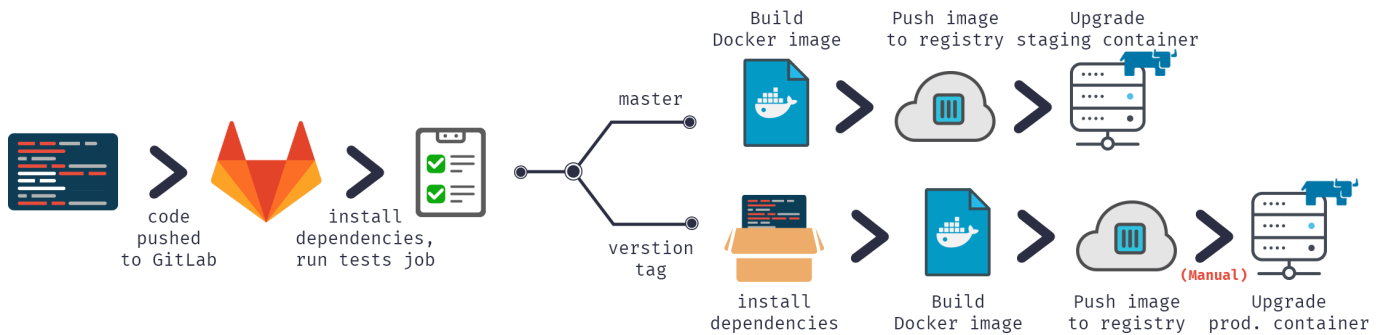 code
pushed
to GitLab
install
dependencies,
run tests job
master
Build
Docker image
Push image
to registry
Upgrade
staging container
verstion
tag
install
dependencies
Build
Docker image
Push image
to registry
(Manual)
Upgrade
prod. container